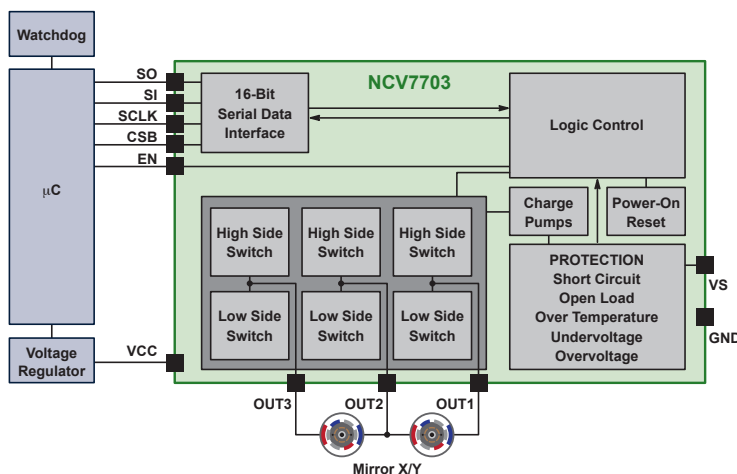 Watchdog
SO
SI
SCLK
CSB
EN
16-Bit
Serial Data
Interface
NCV7703
Logic Control
μC
High Side
Switch
High Side
Switch
High Side
Switch
Low Side
Switch
Low Side
Switch
Low Side
Switch
Charge
Pumps
Power-On
Reset
PROTECTION
Short Circuit
Open Load
Over Temperature
Undervoltage
Overvoltage
VS
GND
Voltage
Regulator
VCC
OUT3
OUT2
OUT1
Mirror X/Y